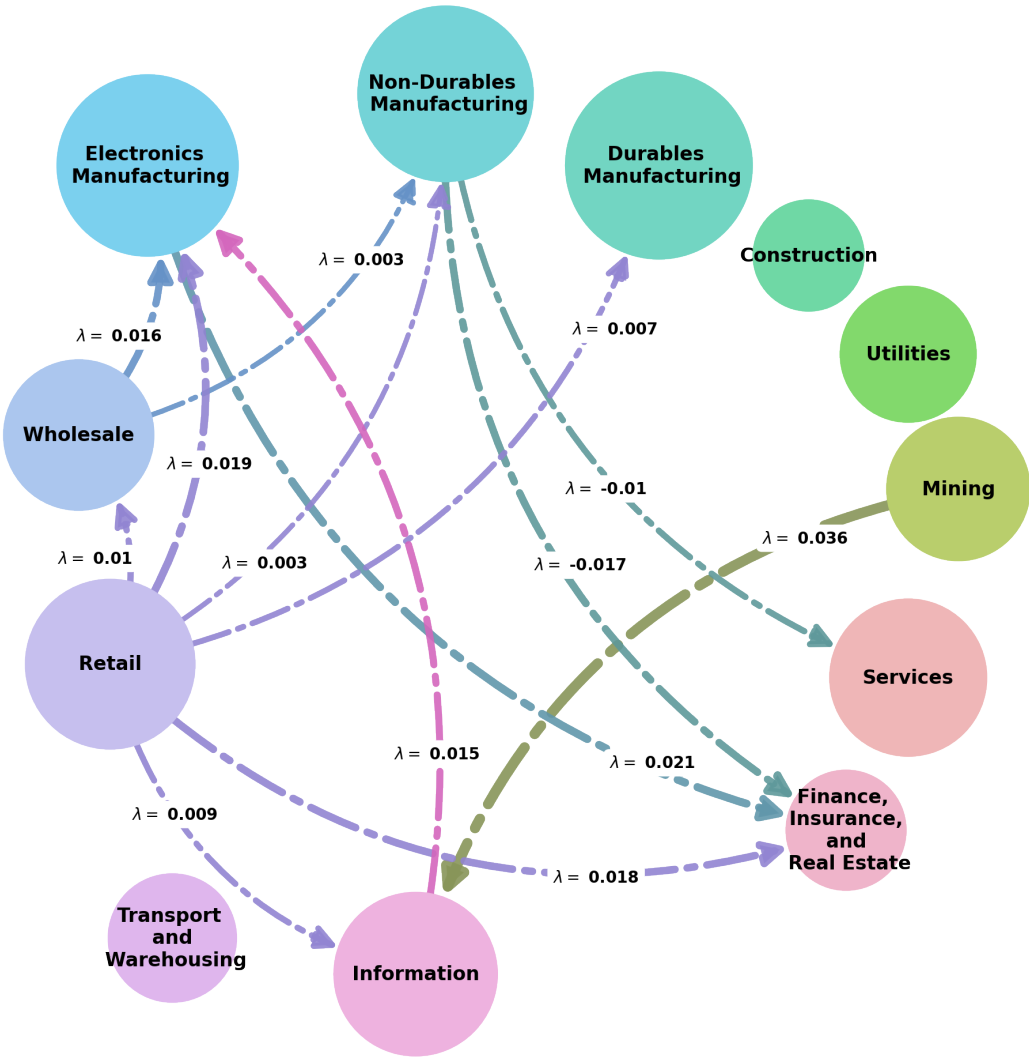 Non-Durables
Manufacturing
Electronics
Manufacturing
Durables
Manufacturing
Construction
λ = 0.003
λ = 0.016
λ = 0.007
Utilities
Wholesale
λ = 0.019
λ = -0.01
Mining
λ = 0.036
λ = 0.01
λ = 0.003
λ = -0.017
Retail
Services
λ = 0.015
λ = 0.021
λ = 0.009
Finance,
Insurance,
and
Real Estate
λ = 0.018
Transport
and
Warehousing
Information